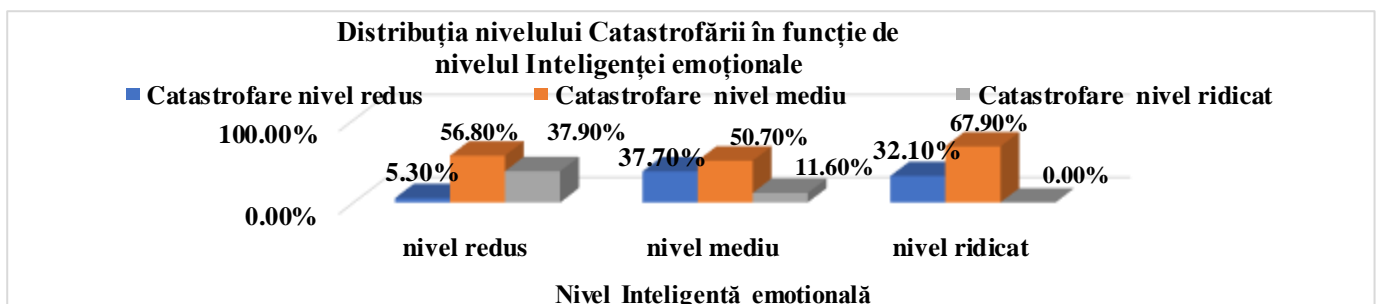 Distribuția nivelului Catastrofării în funcție de
nivelul Inteligenței emoționale
Catastrofare nivel redus Catastrofare nivel mediu Catastrofare nivel ridicat
100.00%
0.00%
5.30% 56.80% 37.90% 37.70% 50.70% 11.60% 32.10% 67.90% 0.00%
nivel redus nivel mediu nivel ridicat
Nivel Inteligență emoțională